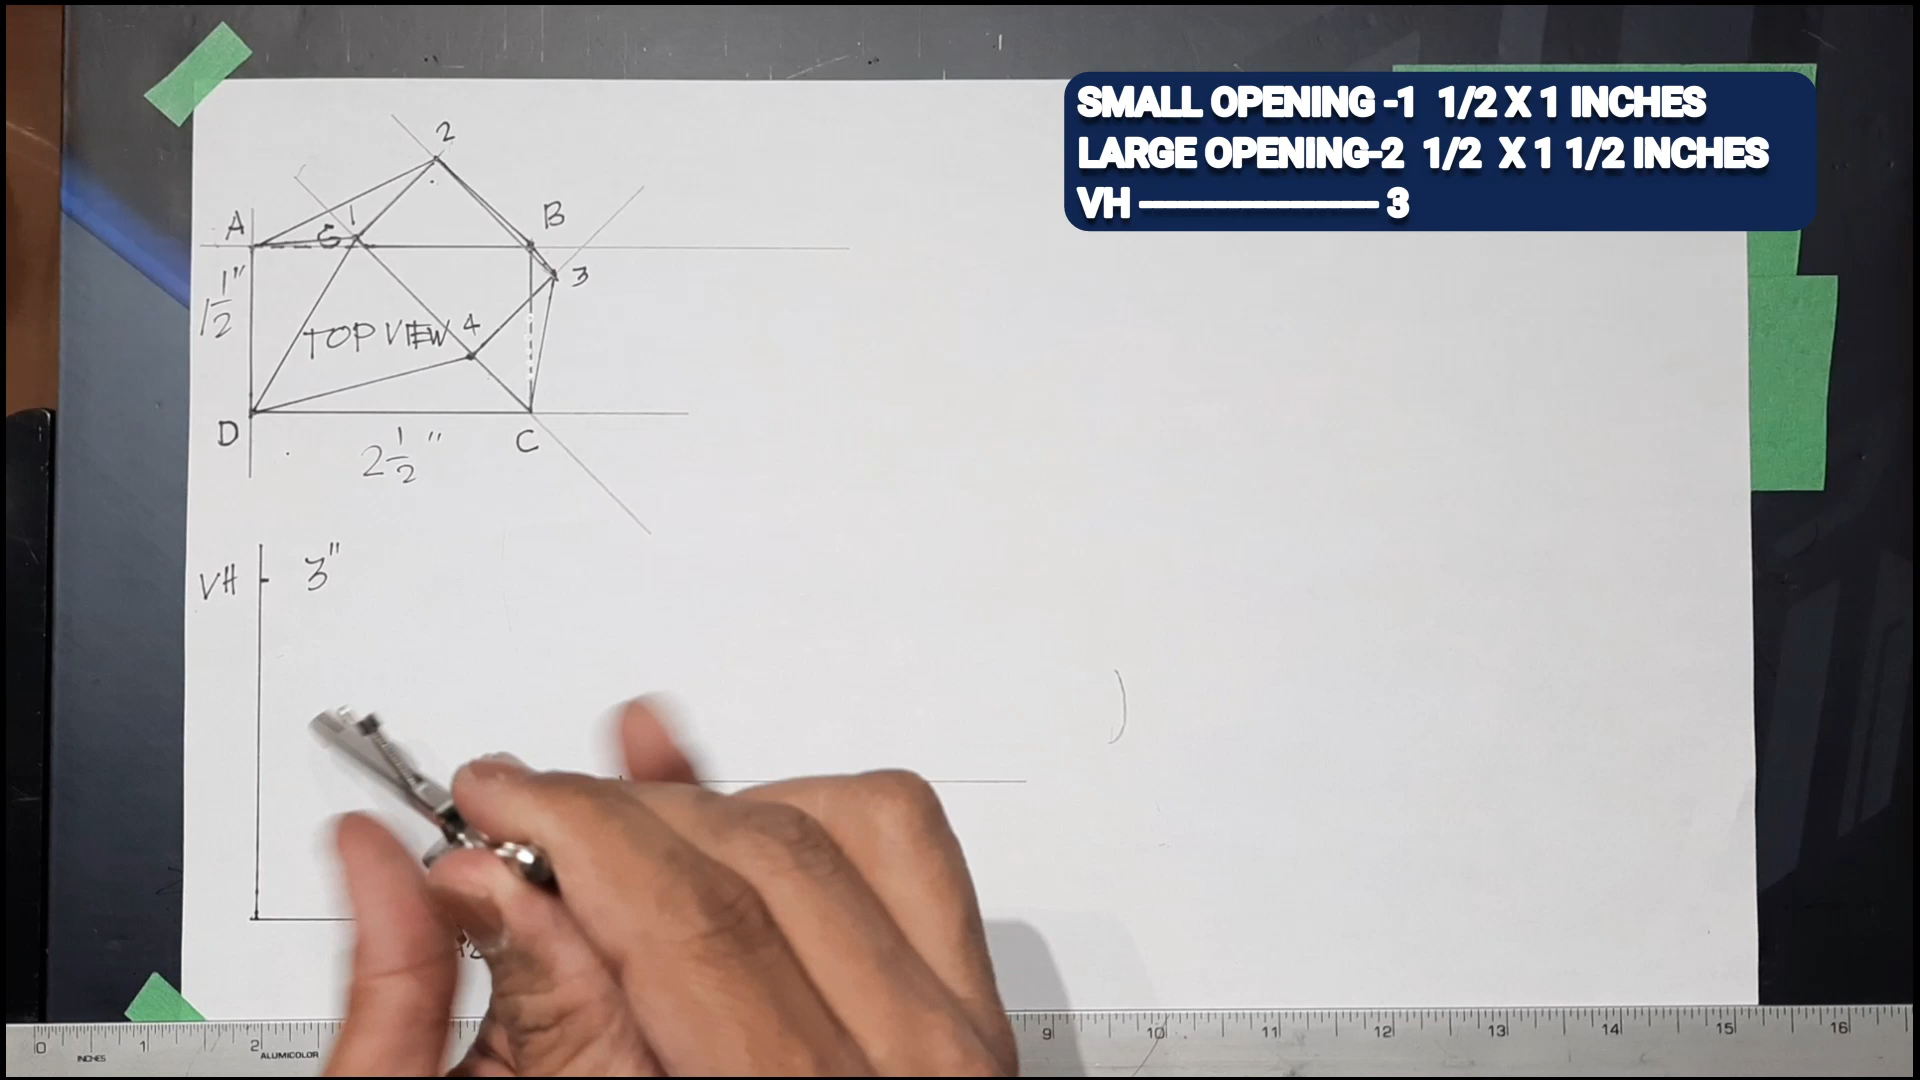 SMALL OPENING -1 1/2 X 1 INCHES
LARGE OPENING-2 1/2 X 1 1/2 INCHES
VH ----------------------- 3
2
A
E
1
B
3
1 1/2"
TOP VIEW
4
D
2 1/2"
C
VH
3"
0
1
2
9
10
11
12
13
14
15
16
INCHES
ALUMICOLOR